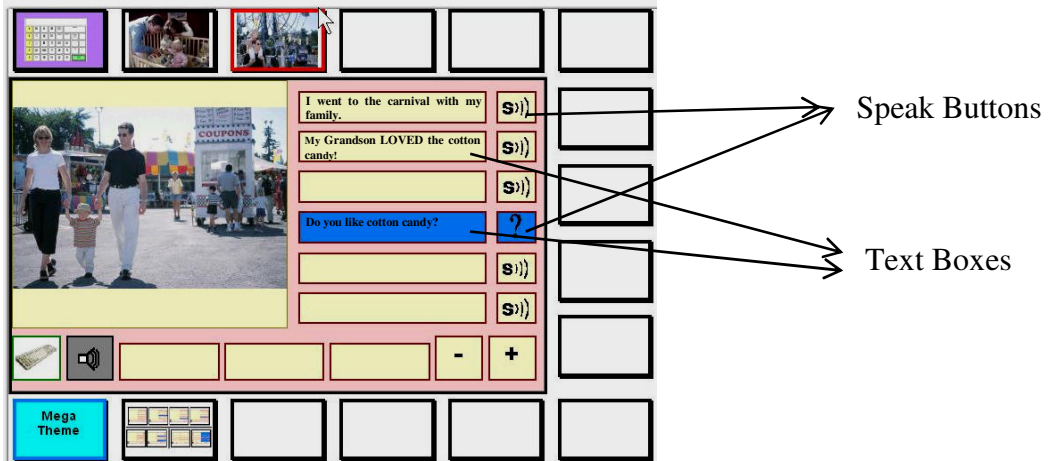 COUPONS
I went to the carnival with my
family.
S
Speak Buttons
My Grandson LOVED the cotton
candy!
S
S
Do you like cotton candy?
?
Text Boxes
S
S
-
+
Mega
Theme